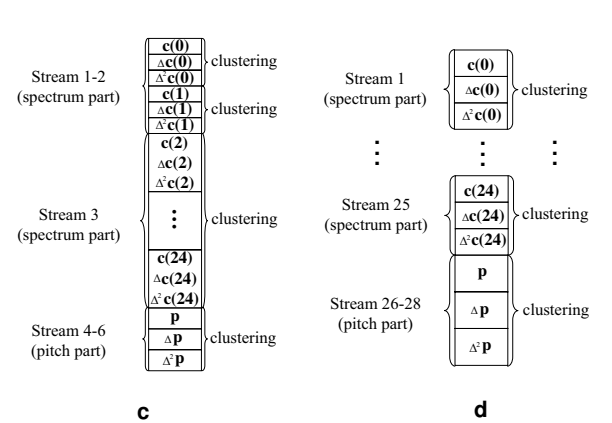 c(0)
Δc(0)
Δ²c(0)
clustering
Stream 1-2
(spectrum part)
c(1)
Δc(1)
Δ²c(1)
clustering
c(2)
Δc(2)
Δ²c(2)
⋮
Stream 3
(spectrum part)
clustering
c(24)
Δc(24)
Δ²c(24)
Stream 4-6
(pitch part)
p
Δp
Δ²p
clustering
c
Stream 1
(spectrum part)
c(0)
Δc(0)
Δ²c(0)
clustering
⋮ ⋮ ⋮
Stream 25
(spectrum part)
c(24)
Δc(24)
Δ²c(24)
clustering
Stream 26-28
(pitch part)
p
Δp
Δ²p
clustering
d